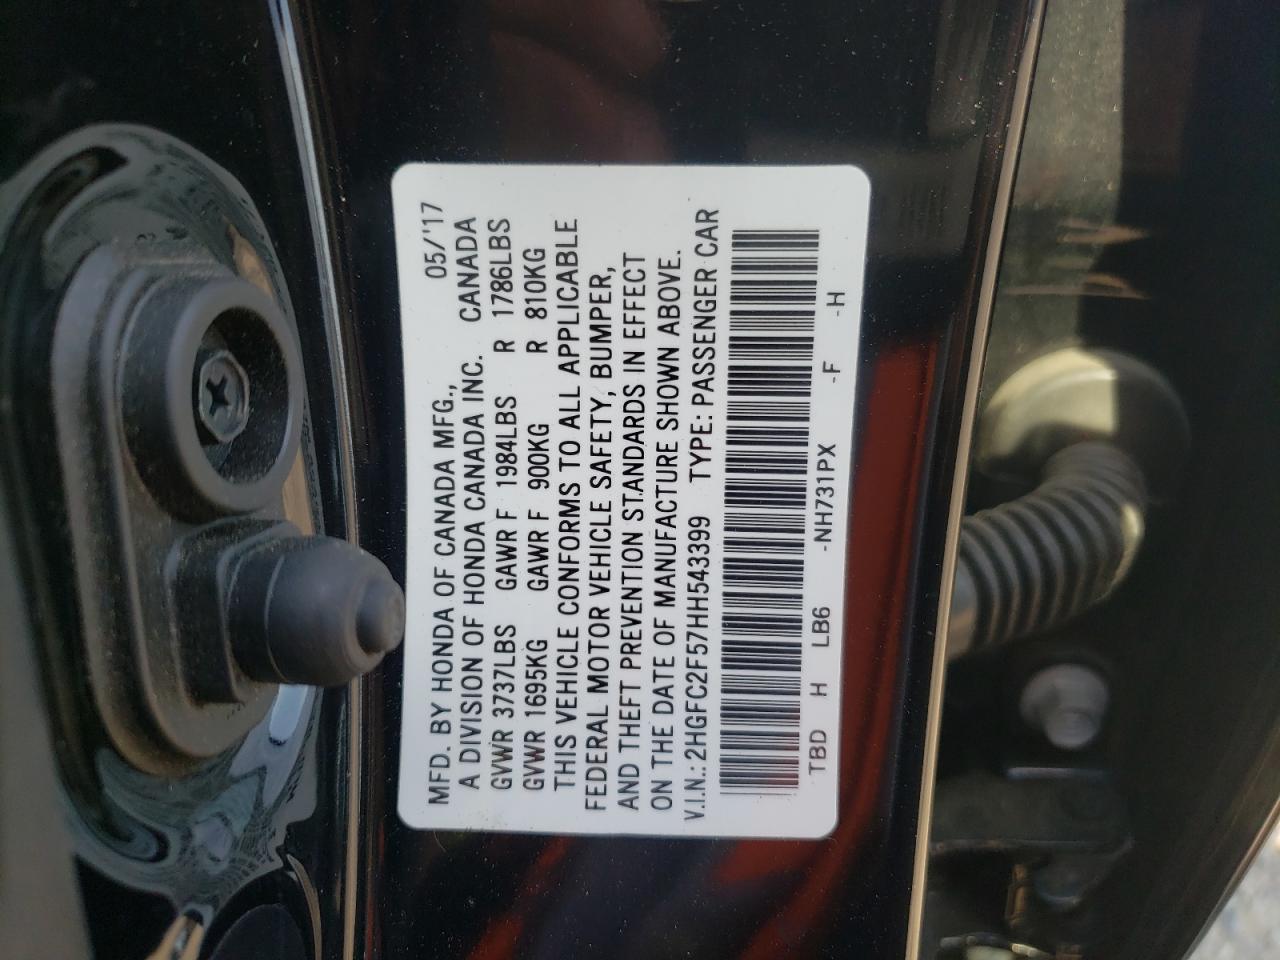 MFD. BY HONDA OF CANADA MFG., 05/'17
A DIVISION OF HONDA CANADA INC. CANADA
GVWR 3737LBS GAWR F 1984LBS R 1786LBS
GVWR 1695KG GAWR F 900KG R 810KG
THIS VEHICLE CONFORMS TO ALL APPLICABLE
FEDERAL MOTOR VEHICLE SAFETY, BUMPER,
AND THEFT PREVENTION STANDARDS IN EFFECT
ON THE DATE OF MANUFACTURE SHOWN ABOVE.
V.I.N.: 2HGFC2F57HH543399 TYPE: PASSENGER CAR
TBD H LB6 -NH731PX -F -H